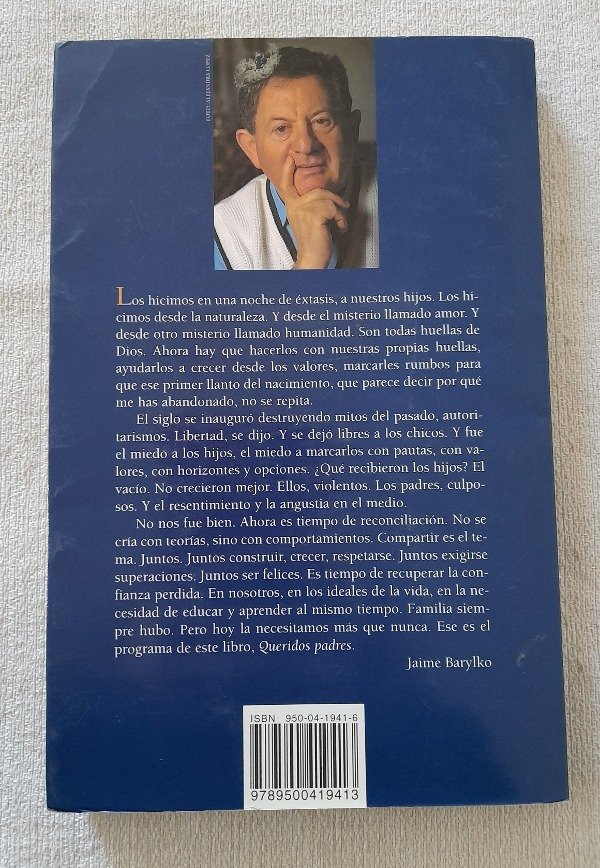 FOTO: ALEJANDRA LOPEZ
Los hicimos en una noche de éxtasis, a nuestros hijos. Los hi-
cimos desde la naturaleza. Y desde el misterio llamado amor. Y
desde otro misterio llamado humanidad. Son todas huellas de
Dios. Ahora hay que hacerlos con nuestras propias huellas,
ayudarlos a crecer desde los valores, marcarles rumbos para
que ese primer llanto del nacimiento, que parece decir por qué
me has abandonado, no se repita.
El siglo se inauguró destruyendo mitos del pasado, autori-
tarismos. Libertad, se dijo. Y se dejó libres a los chicos. Y fue
el miedo a los hijos, el miedo a marcarlos con pautas, con va-
lores, con horizontes y opciones. ¿Qué recibieron los hijos? El
vacío. No crecieron mejor. Ellos, violentos. Los padres, culpo-
sos. Y el resentimiento y la angustia en el medio.
No nos fue bien. Ahora es tiempo de reconciliación. No se
cría con teorías, sino con comportamientos. Compartir es el te-
ma. Juntos. Juntos construir, crecer, respetarse. Juntos exigirse
superaciones. Juntos ser felices. Es tiempo de recuperar la con-
fianza perdida. En nosotros, en los ideales de la vida, en la ne-
cesidad de educar y aprender al mismo tiempo. Familia siem-
pre hubo. Pero hoy la necesitamos más que nunca. Ese es el
programa de este libro, Queridos padres.
Jaime Barylko
ISBN 950-04-1941-6
9789500419413